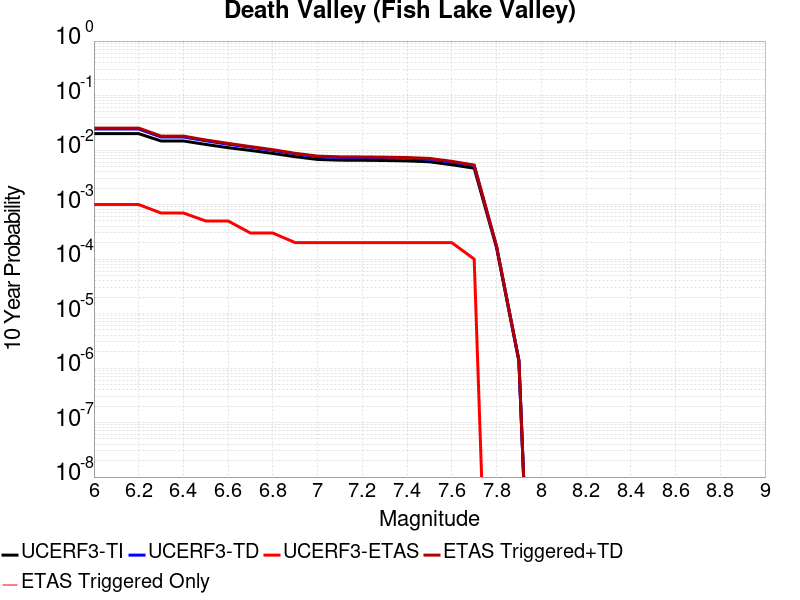 Death Valley (Fish Lake Valley)
10 0
10 -1
10 -2
10 -3
10 -4
10 -5
10 -6
10 -7
10 -8
10 Year Probability
6 6.2 6.4 6.6 6.8 7 7.2 7.4 7.6 7.8 8 8.2 8.4 8.6 8.8 9
Magnitude
UCERF3-TI UCERF3-TD UCERF3-ETAS ETAS Triggered+TD
ETAS Triggered Only